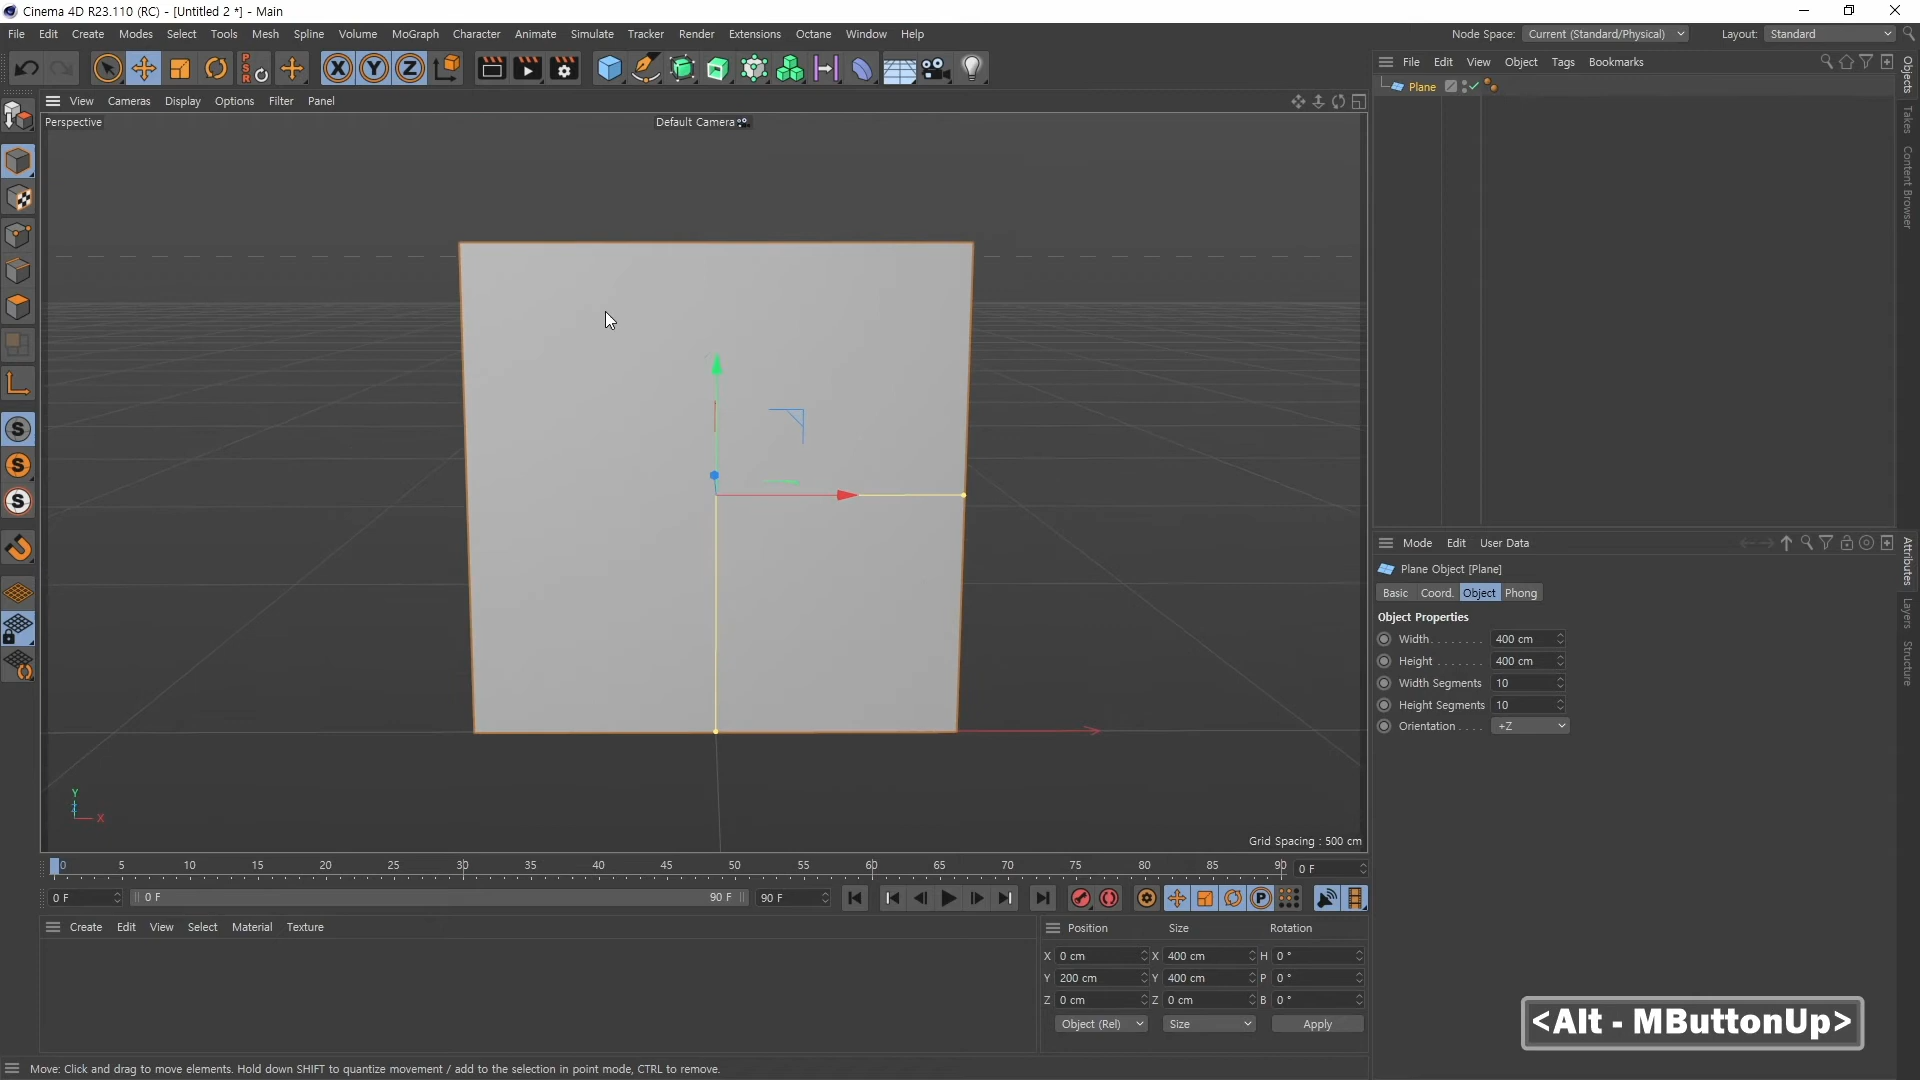 Cinema 4D R23.110 (RC) - [Untitled 2 *] - Main
File Edit Create Modes Select Tools Mesh Spline Volume MoGraph Character Animate Simulate Tracker Render Extensions Octane Window Help
Node Space: Current (Standard/Physical) Layout: Standard
PSR X Y Z
File Edit View Object Tags Bookmarks
Plane
View Cameras Display Options Filter Panel
Perspective
Default Camera
Objects
Takes
Content Browser
S
S
S
Y
Z
X
Grid Spacing : 500 cm
Mode Edit User Data
Plane Object [Plane]
Basic Coord. Object Phong
Object Properties
Width 400 cm
Height 400 cm
Width Segments 10
Height Segments 10
Orientation +Z
Attributes
Layers
Structure
0 5 10 15 20 25 30 35 40 45 50 55 60 65 70 75 80 85 90 0 F
0 F 0 F 90 F 90 F P
Create Edit View Select Material Texture
Position Size Rotation
X 0 cm X 400 cm H 0 °
Y 200 cm Y 400 cm P 0 °
Z 0 cm Z 0 cm B 0 °
Object (Rel) Size Apply
<Alt - MButtonUp>
Move: Click and drag to move elements. Hold down SHIFT to quantize movement / add to the selection in point mode, CTRL to remove.